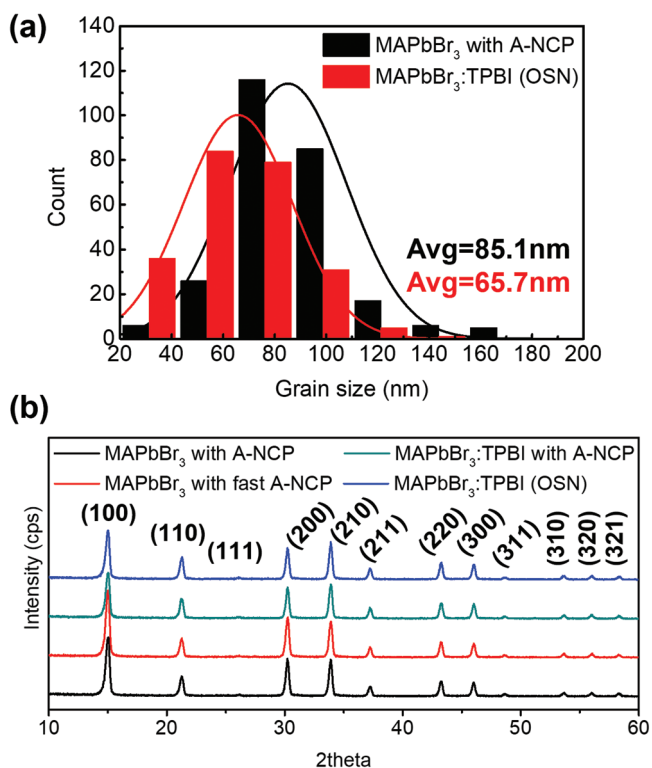 (a)
MAPbBr3 with A-NCP
MAPbBr3:TPBI (OSN)
Count
140
120
100
80
60
40
20
0
Avg=85.1nm
Avg=65.7nm
20 40 60 80 100 120 140 160 180 200
Grain size (nm)
(b)
MAPbBr3 with A-NCP
MAPbBr3:TPBI with A-NCP
MAPbBr3 with fast A-NCP
MAPbBr3:TPBI (OSN)
(100) (110) (111) (200) (210) (211) (220) (300) (311) (310) (320) (321)
Intensity (cps)
10 20 30 40 50 60
2theta